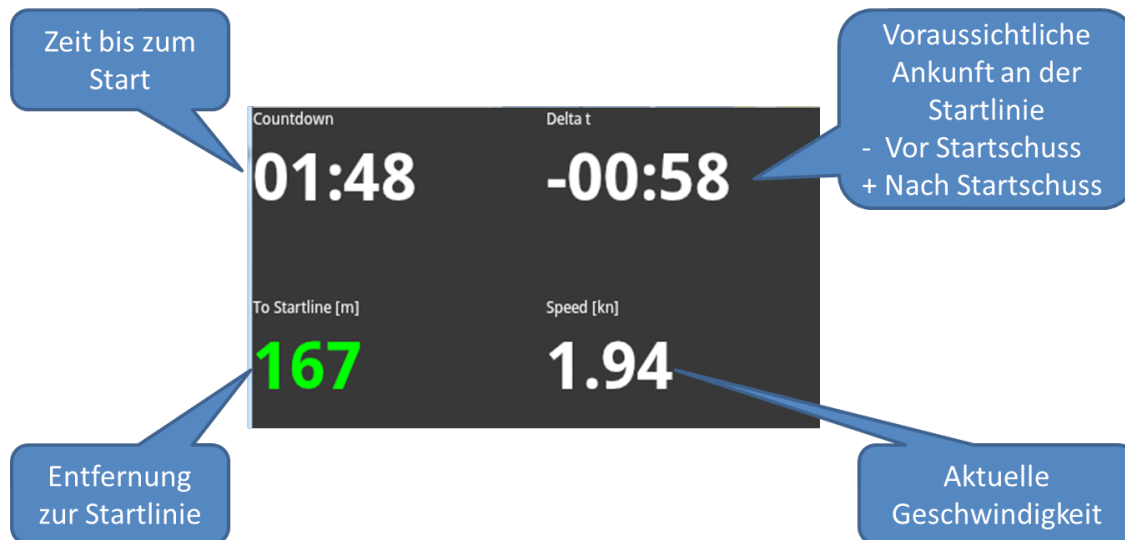 Zeit bis zum
Start
Voraussichtliche
Ankunft an der
Startlinie
- Vor Startschuss
+ Nach Startschuss
Countdown
Delta t
01:48
-00:58
To Startline [m]
Speed [kn]
167
1.94
Entfernung
zur Startlinie
Aktuelle
Geschwindigkeit